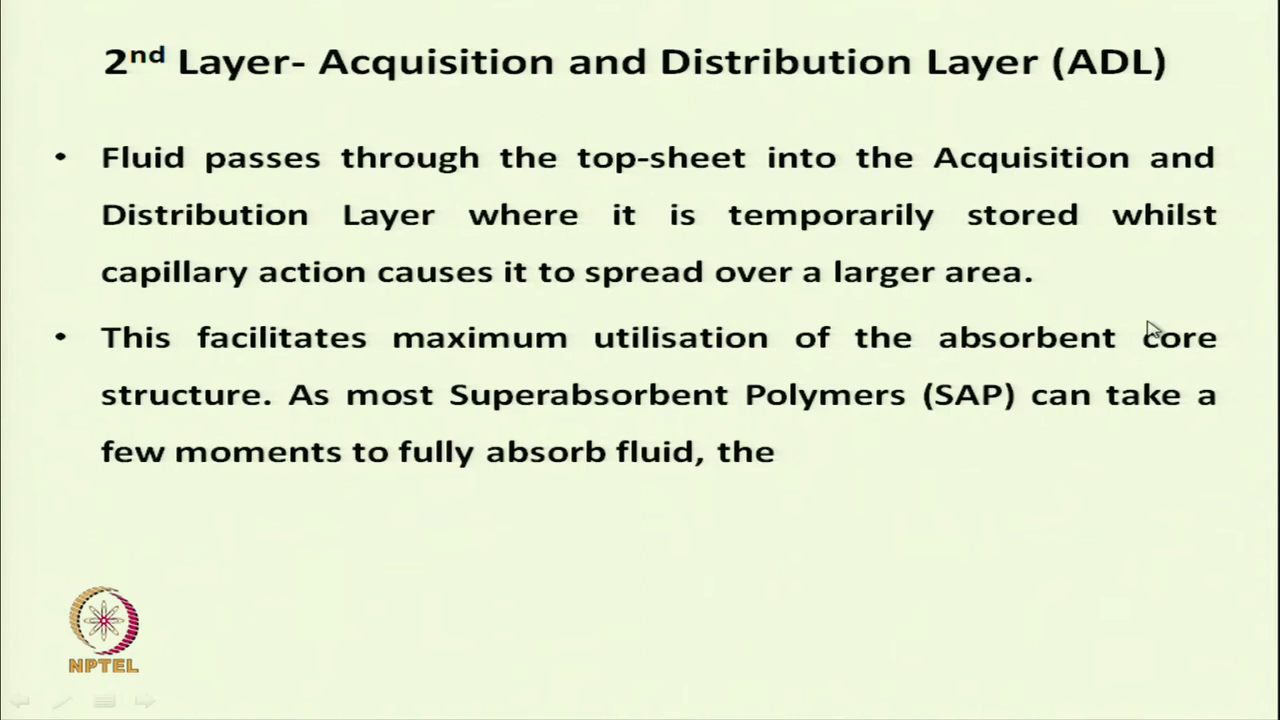 2nd Layer- Acquisition and Distribution Layer (ADL)
• Fluid passes through the top-sheet into the Acquisition and
Distribution Layer where it is temporarily stored whilst
capillary action causes it to spread over a larger area.
• This facilitates maximum utilisation of the absorbent core
structure. As most Superabsorbent Polymers (SAP) can take a
few moments to fully absorb fluid, the
NPTEL